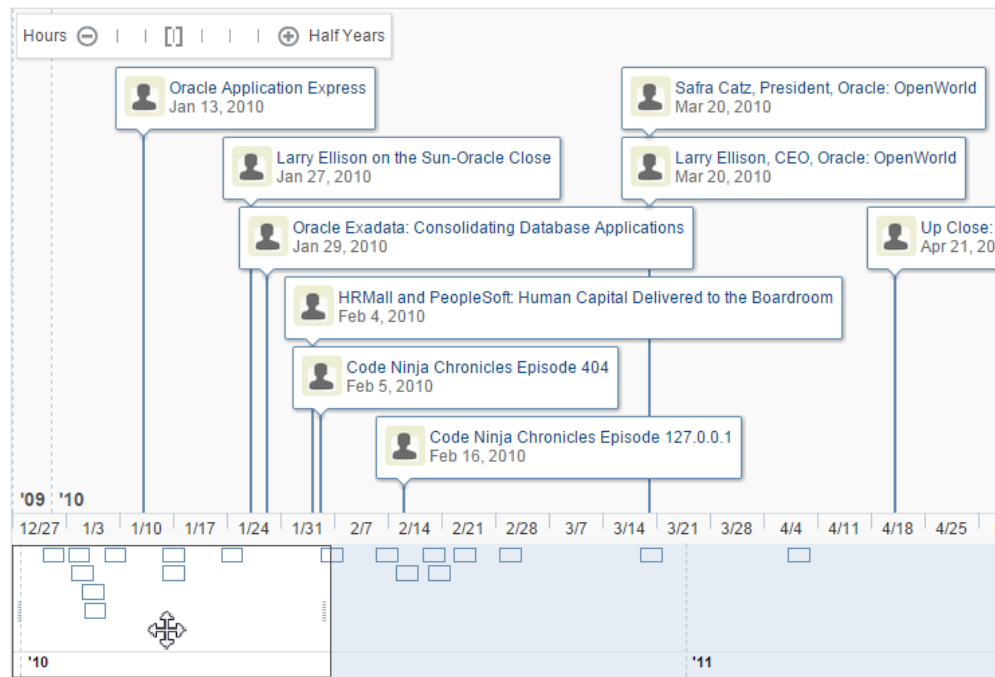 Hours
Half Years
Oracle Application Express
Jan 13, 2010
Safra Catz, President, Oracle: OpenWorld
Mar 20, 2010
Larry Ellison on the Sun-Oracle Close
Jan 27, 2010
Larry Ellison, CEO, Oracle: OpenWorld
Mar 20, 2010
Oracle Exadata: Consolidating Database Applications
Jan 29, 2010
Up Close:
Apr 21, 20
HRMall and PeopleSoft: Human Capital Delivered to the Boardroom
Feb 4, 2010
Code Ninja Chronicles Episode 404
Feb 5, 2010
Code Ninja Chronicles Episode 127.0.0.1
Feb 16, 2010
'09 '10
12/27 1/3 1/10 1/17 1/24 1/31 2/7 2/14 2/21 2/28 3/7 3/14 3/21 3/28 4/4 4/11 4/18 4/25
'10 '11